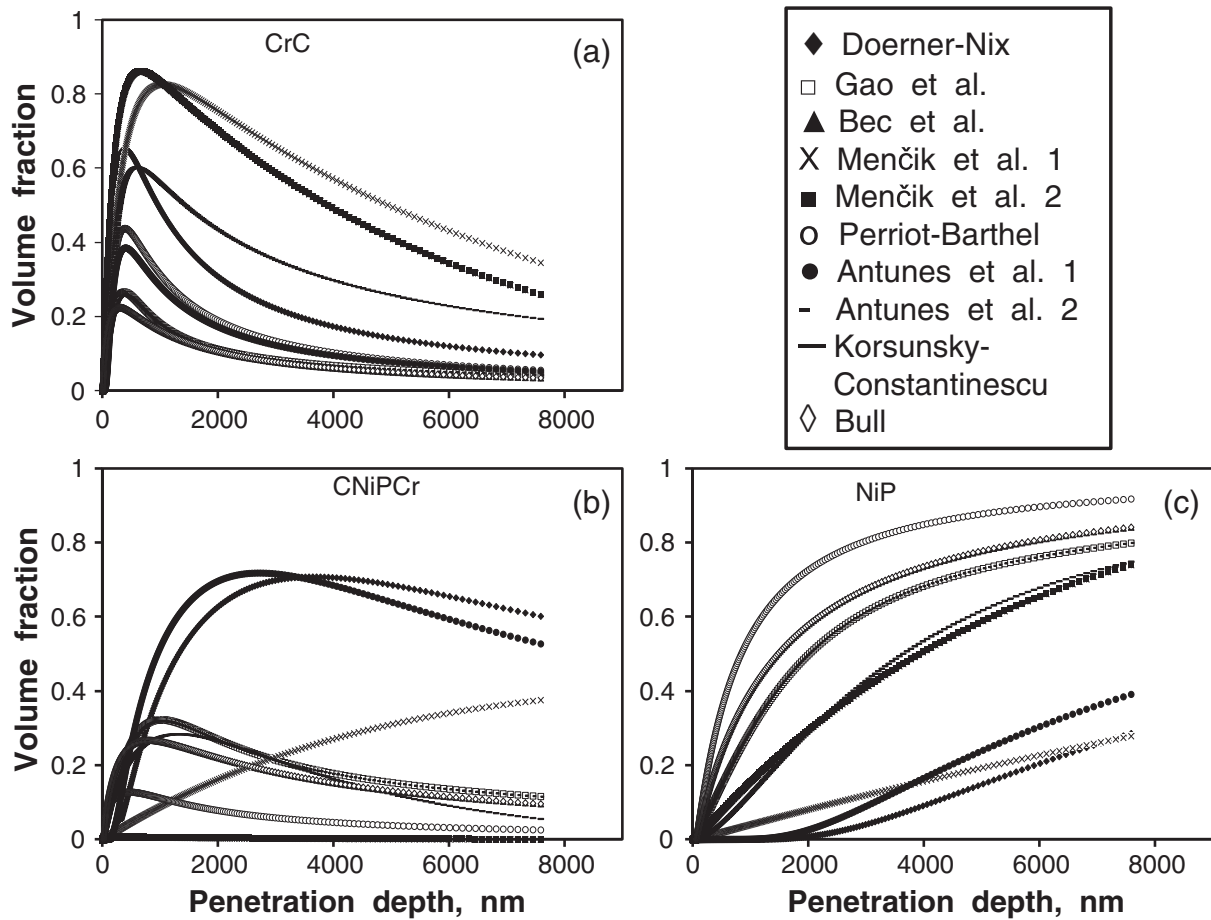 1
0.8
0.6
0.4
0.2
0
Volume fraction
CrC
(a)
0 2000 4000 6000 8000
Doerner-Nix
Gao et al.
Bec et al.
Menčik et al. 1
Menčik et al. 2
Perriot-Barthel
Antunes et al. 1
Antunes et al. 2
Korsunsky-
Constantinescu
Bull
1
0.8
0.6
0.4
0.2
0
Volume fraction
CNiPCr
(b)
0 2000 4000 6000 8000
Penetration depth, nm
1
0.8
0.6
0.4
0.2
0
NiP
(c)
0 2000 4000 6000 8000
Penetration depth, nm